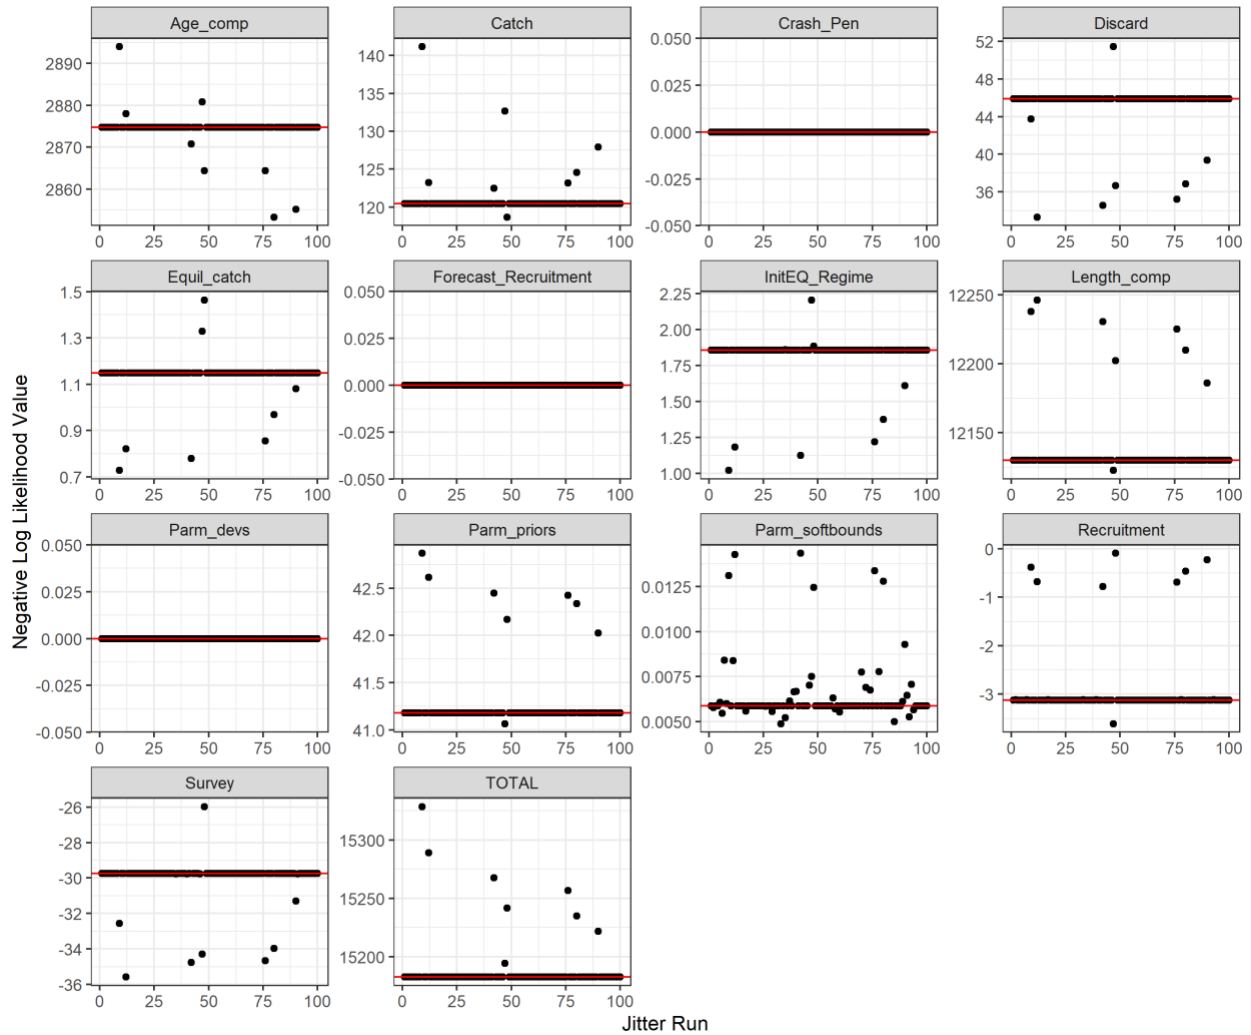 Age_comp
Catch
Crash_Pen
Discard
2890
2880
2870
2860
0 25 50 75 100
140
135
130
125
120
0 25 50 75 100
0.050
0.025
0.000
-0.025
-0.050
0 25 50 75 100
52
48
44
40
36
0 25 50 75 100
Equil_catch
Forecast_Recruitment
InitEQ_Regime
Length_comp
1.5
1.3
1.1
0.9
0.7
0 25 50 75 100
0.050
0.025
0.000
-0.025
-0.050
0 25 50 75 100
2.25
2.00
1.75
1.50
1.25
1.00
0 25 50 75 100
12250
12200
12150
0 25 50 75 100
Parm_devs
Parm_priors
Parm_softbounds
Recruitment
0.050
0.025
0.000
-0.025
-0.050
0 25 50 75 100
42.5
42.0
41.5
41.0
0 25 50 75 100
0.0125
0.0100
0.0075
0.0050
0 25 50 75 100
0
-1
-2
-3
0 25 50 75 100
Survey
TOTAL
-26
-28
-30
-32
-34
-36
0 25 50 75 100
15300
15250
15200
0 25 50 75 100
Negative Log Likelihood Value
Jitter Run